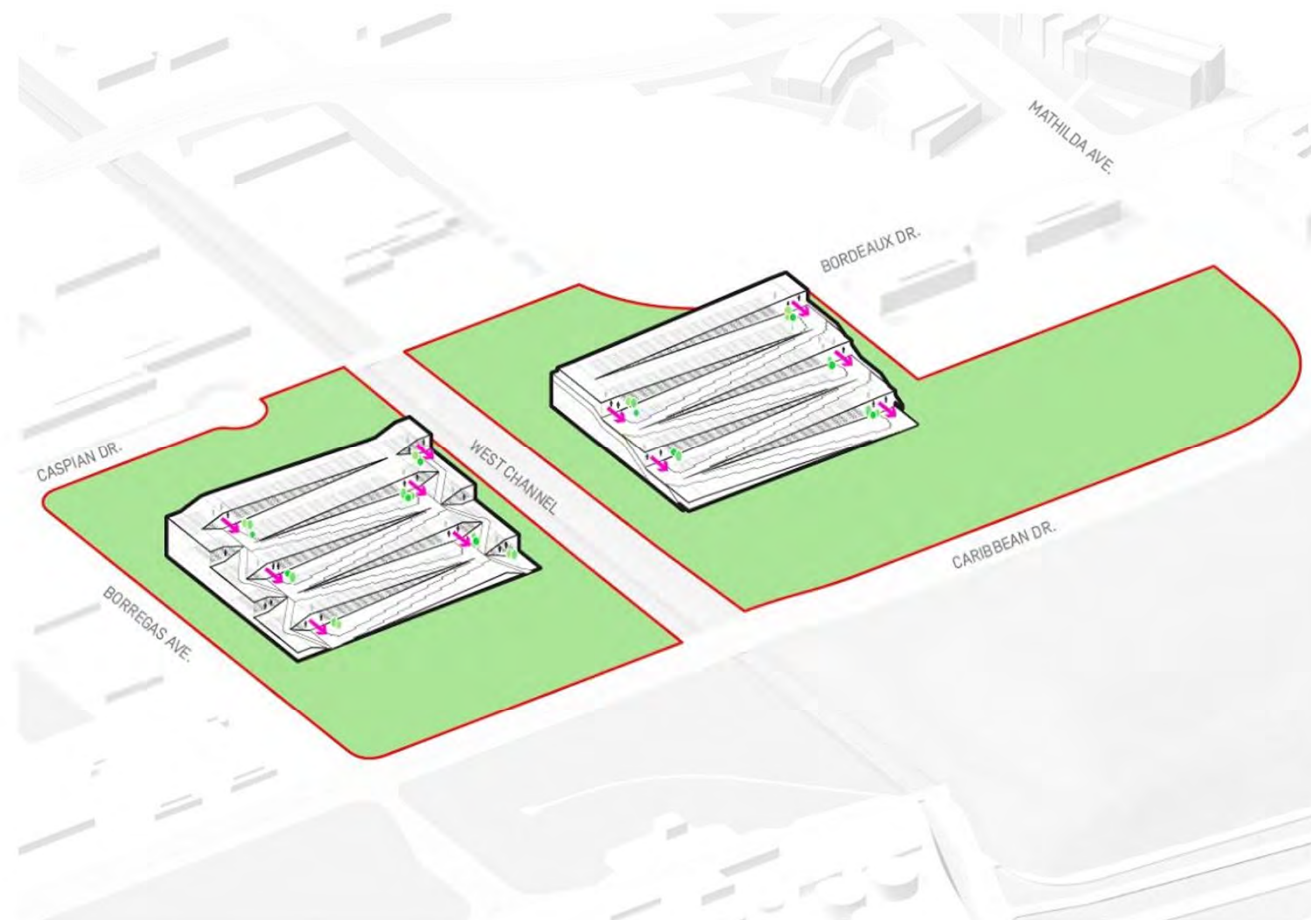 MATHILDA AVE.
BORDEAUX DR.
CASPIAN DR.
WEST CHANNEL
CARIBBEAN DR.
BORREGAS AVE.